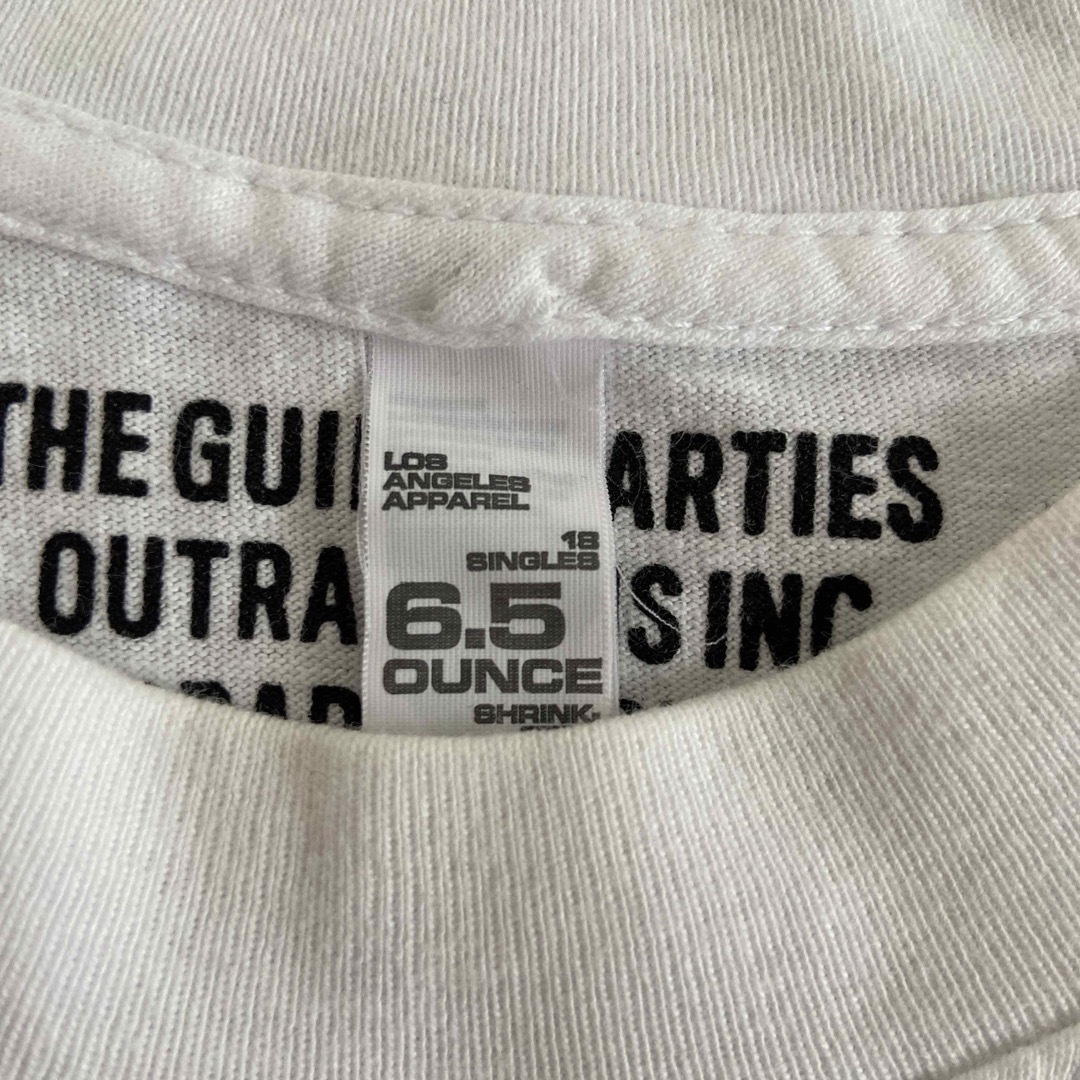 THE GUI ARTIES
OUTRA S INC
LOS
ANGELES
APPAREL
18
SINGLES
6.5
OUNCE
SHRINK-